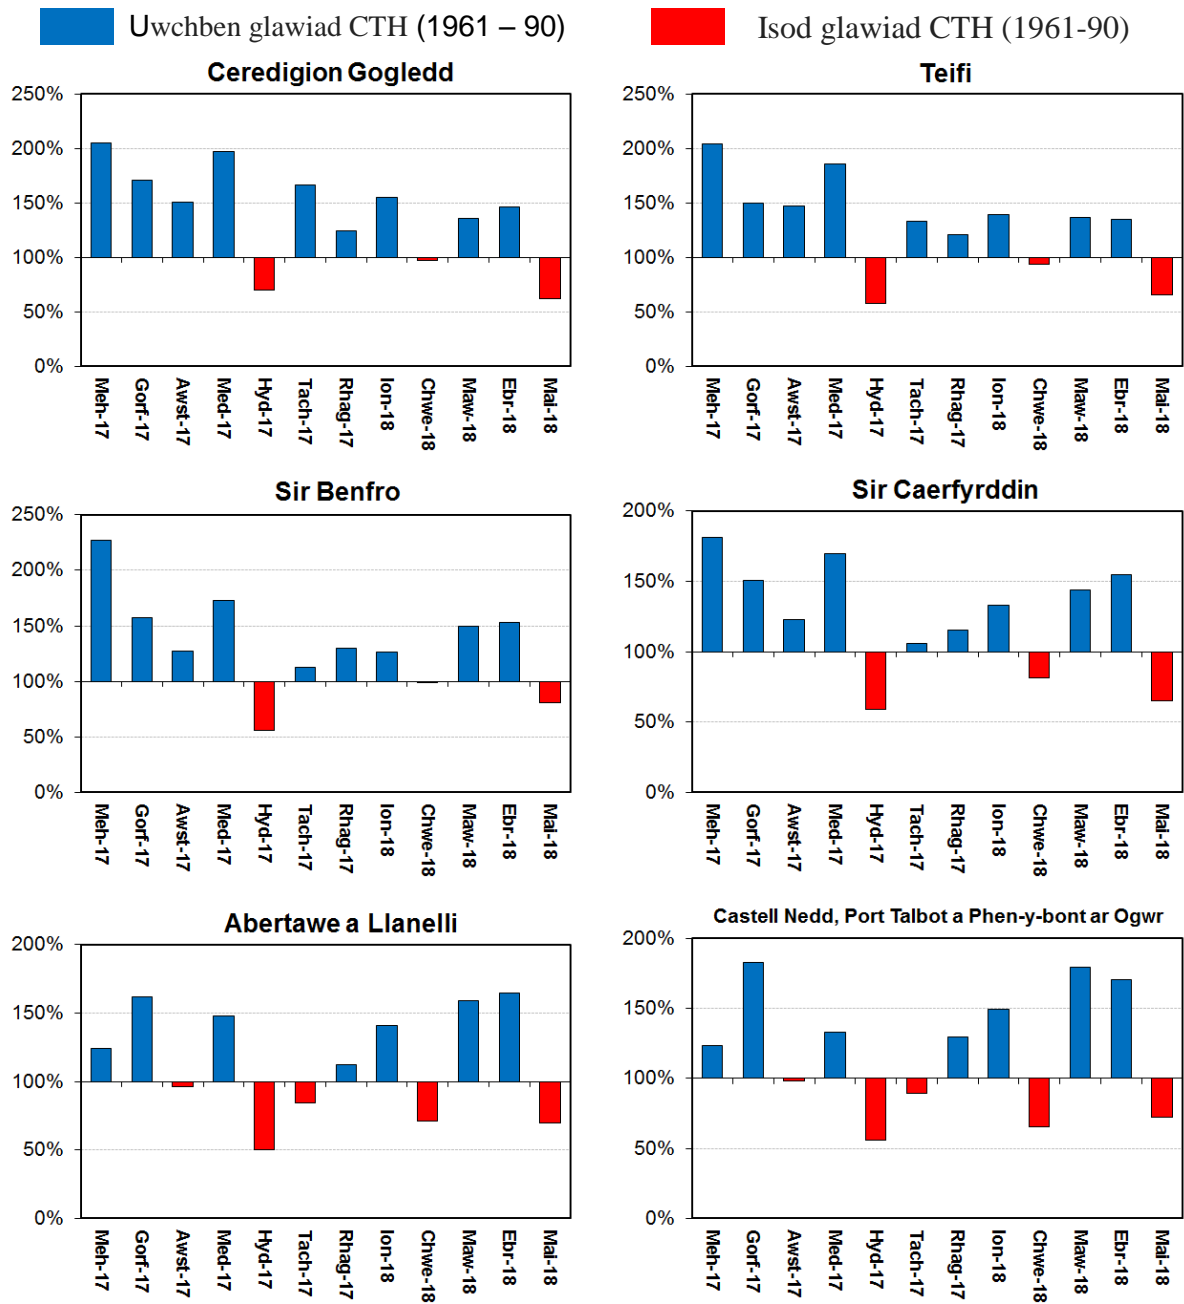 Uwchben glawiad CTH (1961 – 90)
Isod glawiad CTH (1961-90)
Ceredigion Gogledd
250%
200%
150%
100%
50%
0%
Meh-17
Gorf-17
Awst-17
Med-17
Hyd-17
Tach-17
Rhag-17
Ion-18
Chwe-18
Maw-18
Ebr-18
Mai-18
Teifi
250%
200%
150%
100%
50%
0%
Meh-17
Gorf-17
Awst-17
Med-17
Hyd-17
Tach-17
Rhag-17
Ion-18
Chwe-18
Maw-18
Ebr-18
Mai-18
Sir Benfro
250%
200%
150%
100%
50%
0%
Meh-17
Gorf-17
Awst-17
Med-17
Hyd-17
Tach-17
Rhag-17
Ion-18
Chwe-18
Maw-18
Ebr-18
Mai-18
Sir Caerfyrddin
200%
150%
100%
50%
0%
Meh-17
Gorf-17
Awst-17
Med-17
Hyd-17
Tach-17
Rhag-17
Ion-18
Chwe-18
Maw-18
Ebr-18
Mai-18
Abertawe a Llanelli
200%
150%
100%
50%
0%
Meh-17
Gorf-17
Awst-17
Med-17
Hyd-17
Tach-17
Rhag-17
Ion-18
Chwe-18
Maw-18
Ebr-18
Mai-18
Castell Nedd, Port Talbot a Phen-y-bont ar Ogwr
200%
150%
100%
50%
0%
Meh-17
Gorf-17
Awst-17
Med-17
Hyd-17
Tach-17
Rhag-17
Ion-18
Chwe-18
Maw-18
Ebr-18
Mai-18